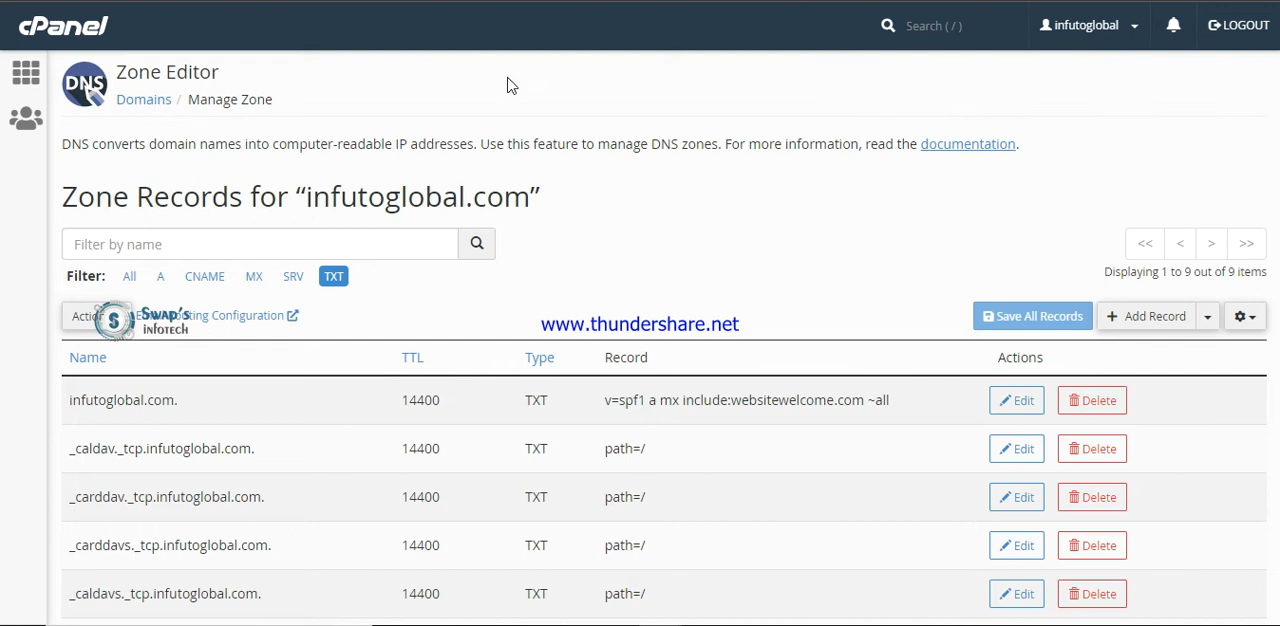 cPanel
Search ( / )
infutoglobal
LOGOUT
DNS
Zone Editor
Domains / Manage Zone
DNS converts domain names into computer-readable IP addresses. Use this feature to manage DNS zones. For more information, read the documentation.
Zone Records for “infutoglobal.com”
Filter by name
<< < > >>
Filter: All A CNAME MX SRV TXT
Displaying 1 to 9 out of 9 items
Configuration
S Swap's
INFOTECH
www.thundershare.net
Save All Records
+ Add Record
Name TTL Type Record Actions
infutoglobal.com. 14400 TXT v=spf1 a mx include:websitewelcome.com ~all Edit Delete
_caldav._tcp.infutoglobal.com. 14400 TXT path=/ Edit Delete
_carddav._tcp.infutoglobal.com. 14400 TXT path=/ Edit Delete
_carddavs._tcp.infutoglobal.com. 14400 TXT path=/ Edit Delete
_caldavs._tcp.infutoglobal.com. 14400 TXT path=/ Edit Delete